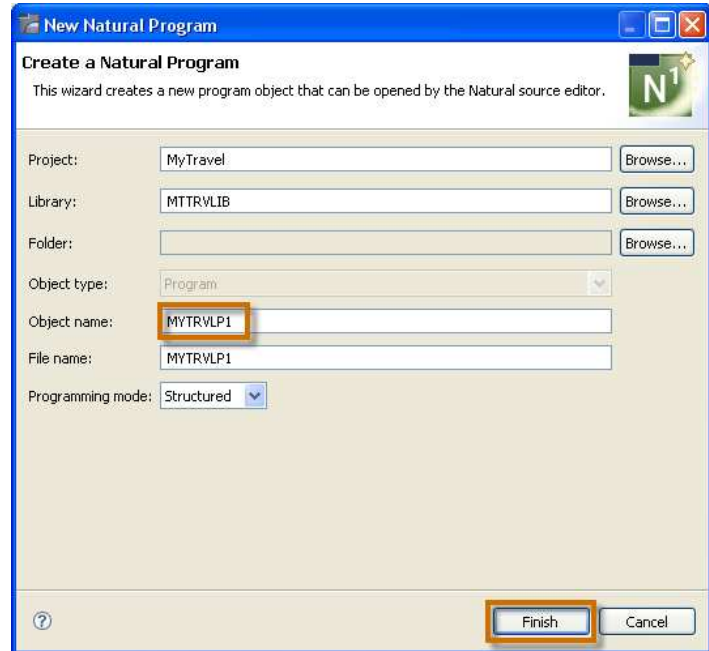 New Natural Program
Create a Natural Program
This wizard creates a new program object that can be opened by the Natural source editor.
N1
Project: MyTravel Browse...
Library: MTTRVLIB Browse...
Folder: Browse...
Object type: Program
Object name: MYTRVLP1
File name: MYTRVLP1
Programming mode: Structured
? Finish Cancel